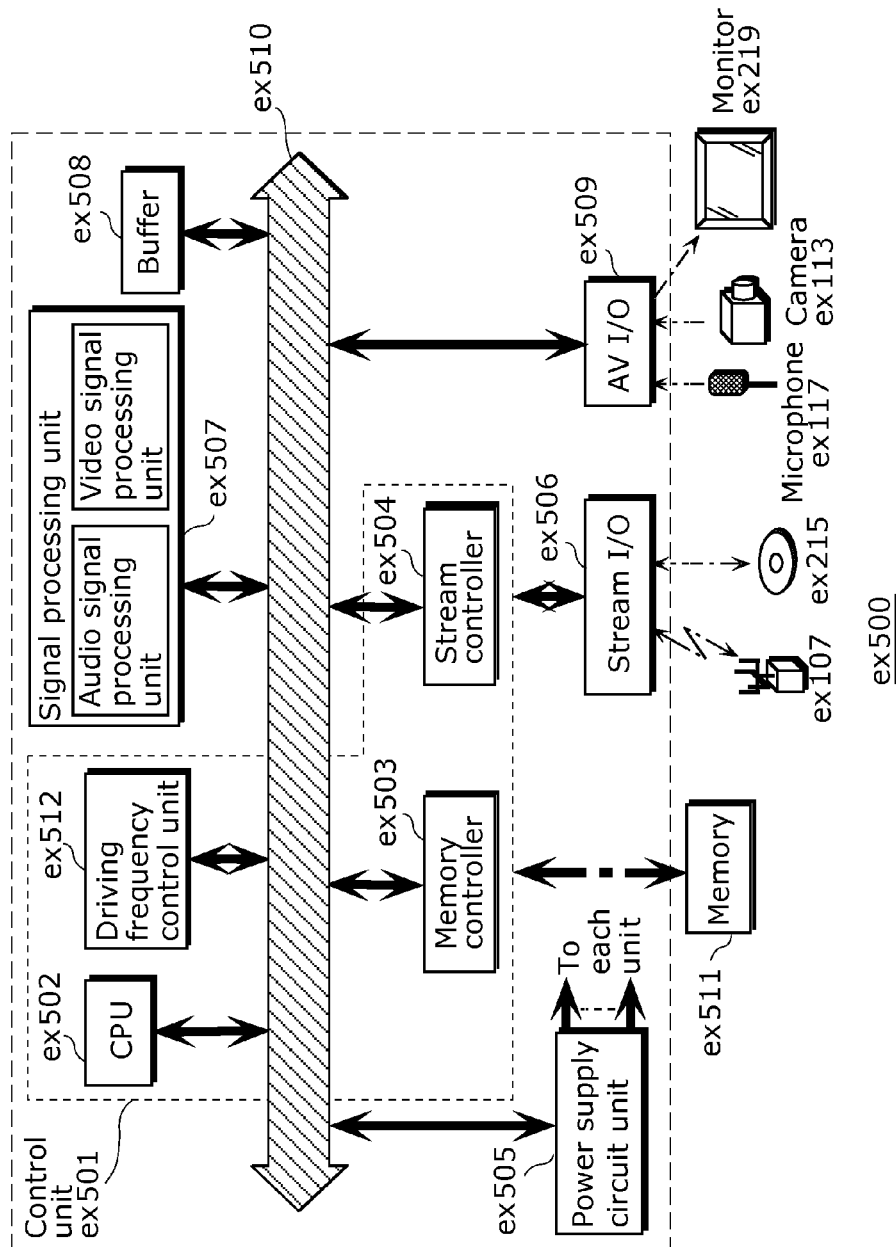 Control
unit
ex501
ex502
CPU
ex512
Driving
frequency
control unit
Signal processing unit
Audio signal
processing
unit
Video signal
processing
unit
ex507
ex508
Buffer
ex510
ex503
Memory
controller
ex504
Stream
controller
ex505
Power supply
circuit unit
To
each
unit
ex506
Stream I/O
ex509
AV I/O
ex511
Memory
ex107
ex215
Microphone
ex117
Camera
ex113
Monitor
ex219
ex500